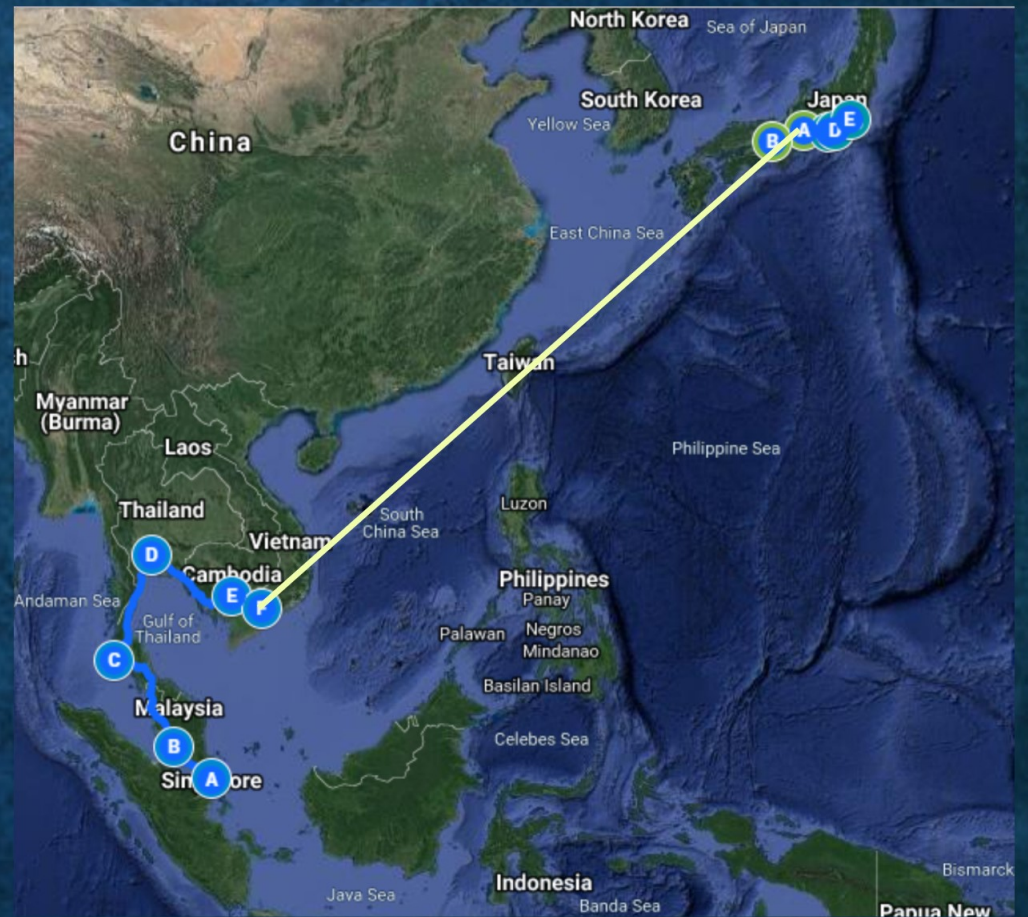 North Korea
Sea of Japan
South Korea
Japan
Yellow Sea
China
B
A
D
E
East China Sea
Taiwan
h
Myanmar
(Burma)
Laos
Philippine Sea
Thailand
Luzon
South
China Sea
Vietnam
D
Cambodia
Philippines
E
Andaman Sea
Panay
F
Gulf of
Thailand
Negros
Palawan
Mindanao
C
Basilan Island
Malaysia
Celebes Sea
B
Sin
A
ore
Indonesia
Bismarck
Java Sea
Banda Sea
Papua New